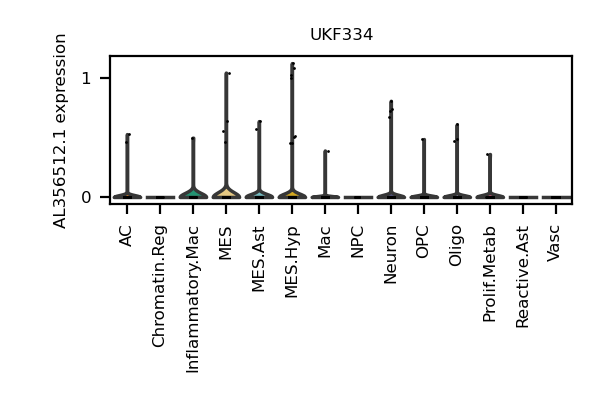 UKF334
AL356512.1 expression
1
0
AC
Chromatin.Reg
Inflammatory.Mac
MES
MES.Ast
MES.Hyp
Mac
NPC
Neuron
OPC
Oligo
Prolif.Metab
Reactive.Ast
Vasc